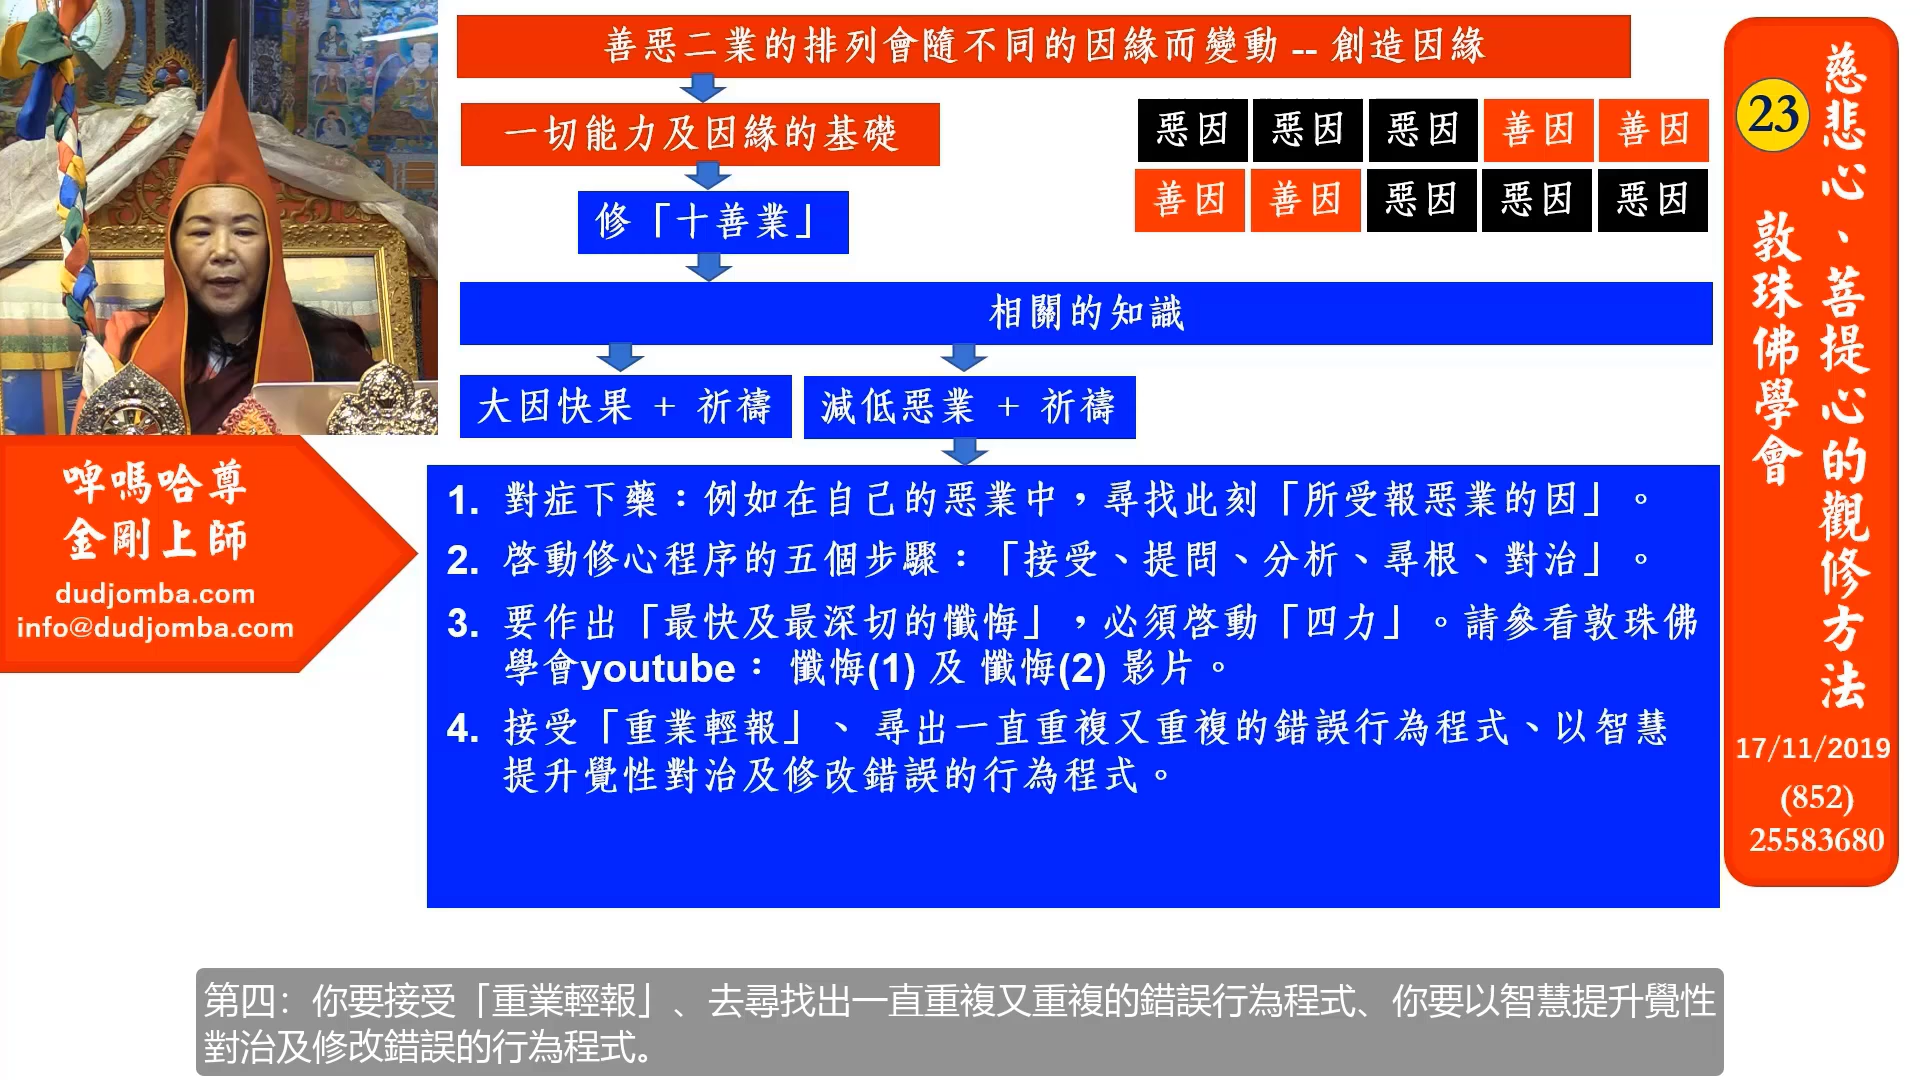 善惡二業的排列會隨不同的因緣而變動 -- 創造因緣
一切能力及因緣的基礎
惡因 惡因 惡因 善因 善因
善因 善因 惡因 惡因 惡因
修「十善業」
相關的知識
大因快果 + 祈禱
減低惡業 + 祈禱
1. 對症下藥：例如在自己的惡業中，尋找此刻「所受報惡業的因」。
2. 啓動修心程序的五個步驟：「接受、提問、分析、尋根、對治」。
3. 要作出「最快及最深切的懺悔」，必須啓動「四力」。請參看敦珠佛
學會youtube： 懺悔(1) 及 懺悔(2) 影片。
4. 接受「重業輕報」、 尋出一直重複又重複的錯誤行為程式、以智慧
提升覺性對治及修改錯誤的行為程式。
啤嗎哈尊
金剛上師
dudjomba.com
info@dudjomba.com
23
慈悲心、菩提心的觀修方法
敦珠佛學會
17/11/2019
(852)
25583680
第四：你要接受「重業輕報」、去尋找出一直重複又重複的錯誤行為程式、你要以智慧提升覺性
對治及修改錯誤的行為程式。